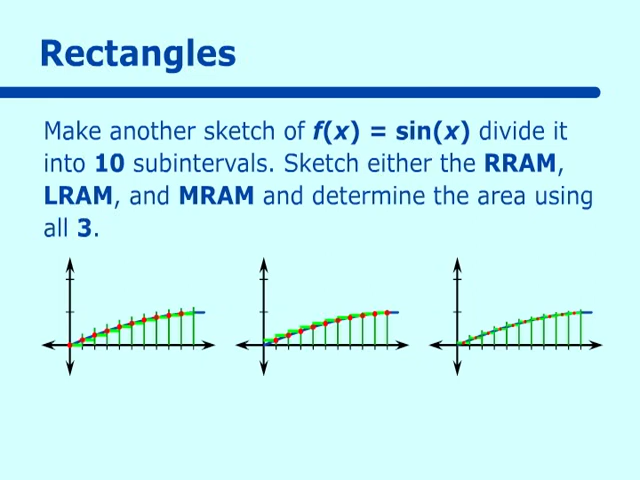 Rectangles
Make another sketch of f(x) = sin(x) divide it
into 10 subintervals. Sketch either the RRAM,
LRAM, and MRAM and determine the area using
all 3.